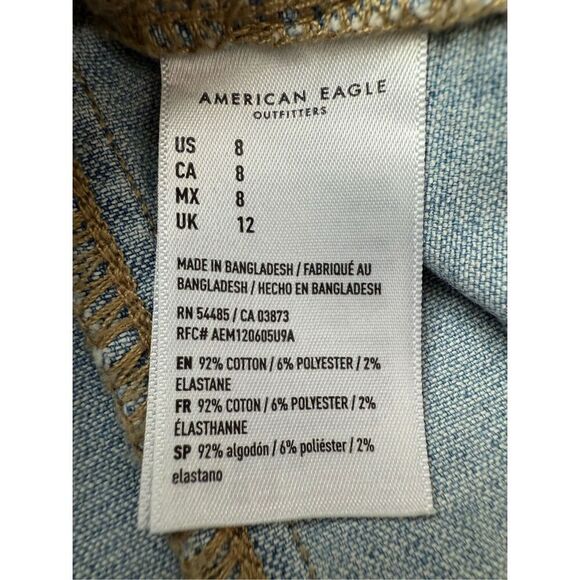 AMERICAN EAGLE
OUTFITTERS
US 8
CA 8
MX 8
UK 12
MADE IN BANGLADESH / FABRIQUÉ AU
BANGLADESH / HECHO EN BANGLADESH
RN 54485 / CA 03873
RFC# AEM120605U9A
EN 92% COTTON / 6% POLYESTER / 2%
ELASTANE
FR 92% COTON / 6% POLYESTER / 2%
ÉLASTHANNE
SP 92% algodón / 6% poliéster / 2%
elastano